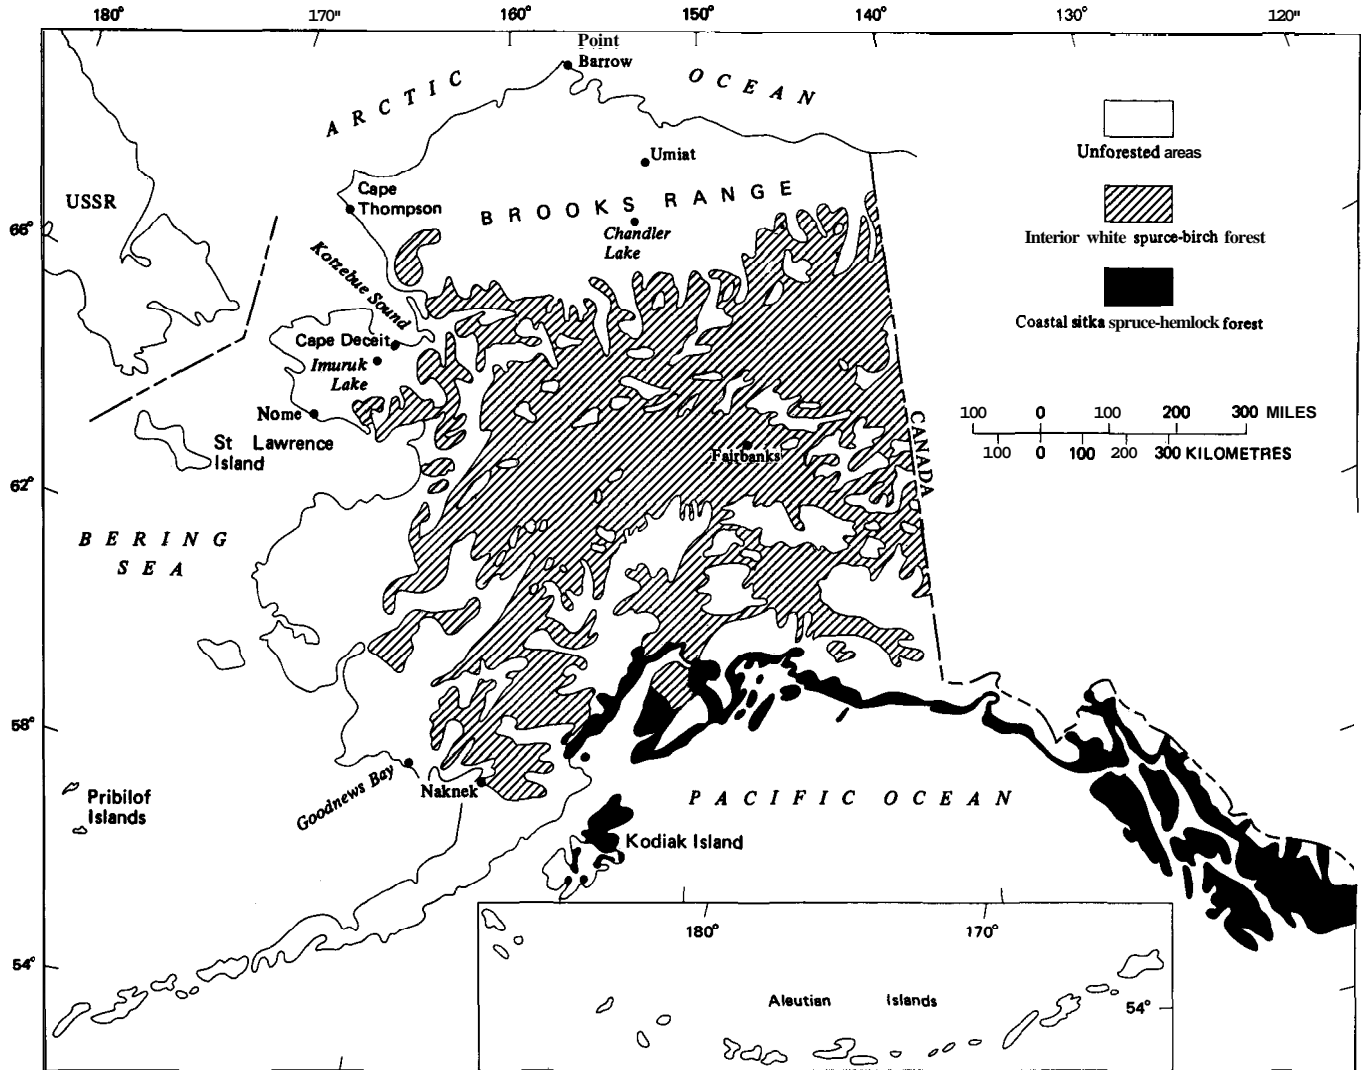 180° 170° 160° 150° 140° 130° 120"
Point
Barrow
ARCTIC OCEAN
Umiat
Unforested areas
USSR
Cape
Thompson
BROOKS RANGE
66°
Chandler
Lake
Interior white spurce-birch forest
Kotzebue Sound
Coastal sitka spruce-hemlock forest
Cape Deceit
Imuruk
Lake
Nome
100 0 100 200 300 MILES
100 0 100 200 300 KILOMETRES
CANADA
St Lawrence
Island
Fairbanks
62°
BERING
SEA
58°
Goodnews Bay
Naknek
Pribilof
Islands
PACIFIC OCEAN
Kodiak Island
180° 170°
54°
Aleutian Islands
54°